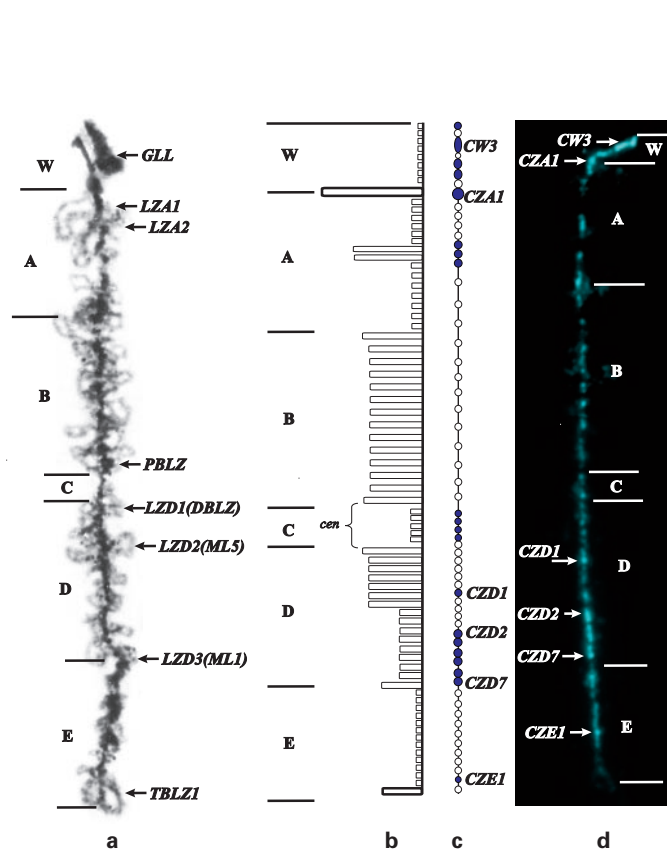 W
GLL
LZA1
LZA2
A
B
PBLZ
C
LZD1(DBLZ)
LZD2(ML5)
D
LZD3(ML1)
E
TBLZ1
a
W
A
B
cen
C
D
E
b
CW3
CZA1
CZD1
CZD2
CZD7
CZE1
c
CW3
W
CZA1
A
B
C
CZD1
D
CZD2
CZD7
CZE1
E
d